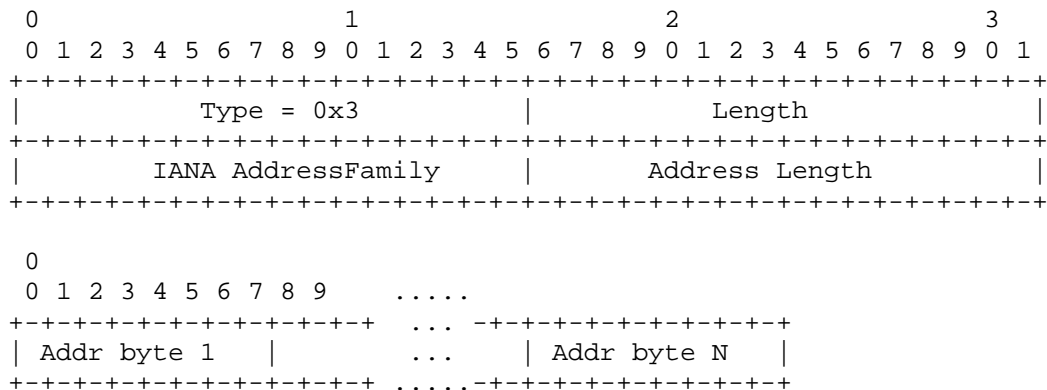 0                   1                   2                   3
 0 1 2 3 4 5 6 7 8 9 0 1 2 3 4 5 6 7 8 9 0 1 2 3 4 5 6 7 8 9 0 1
+-+-+-+-+-+-+-+-+-+-+-+-+-+-+-+-+-+-+-+-+-+-+-+-+-+-+-+-+-+-+-+-+
|           Type = 0x3          |           Length              |
+-+-+-+-+-+-+-+-+-+-+-+-+-+-+-+-+-+-+-+-+-+-+-+-+-+-+-+-+-+-+-+-+
|        IANA AddressFamily     |       Address Length          |
+-+-+-+-+-+-+-+-+-+-+-+-+-+-+-+-+-+-+-+-+-+-+-+-+-+-+-+-+-+-+-+-+
 0
 0 1 2 3 4 5 6 7 8 9    .....
+-+-+-+-+-+-+-+-+-+-+-+  ... -+-+-+-+-+-+-+-+-+-+
| Addr byte 1   |        ...    | Addr byte N   |
+-+-+-+-+-+-+-+-+-+-+-+ .....-+-+-+-+-+-+-+-+-+-+